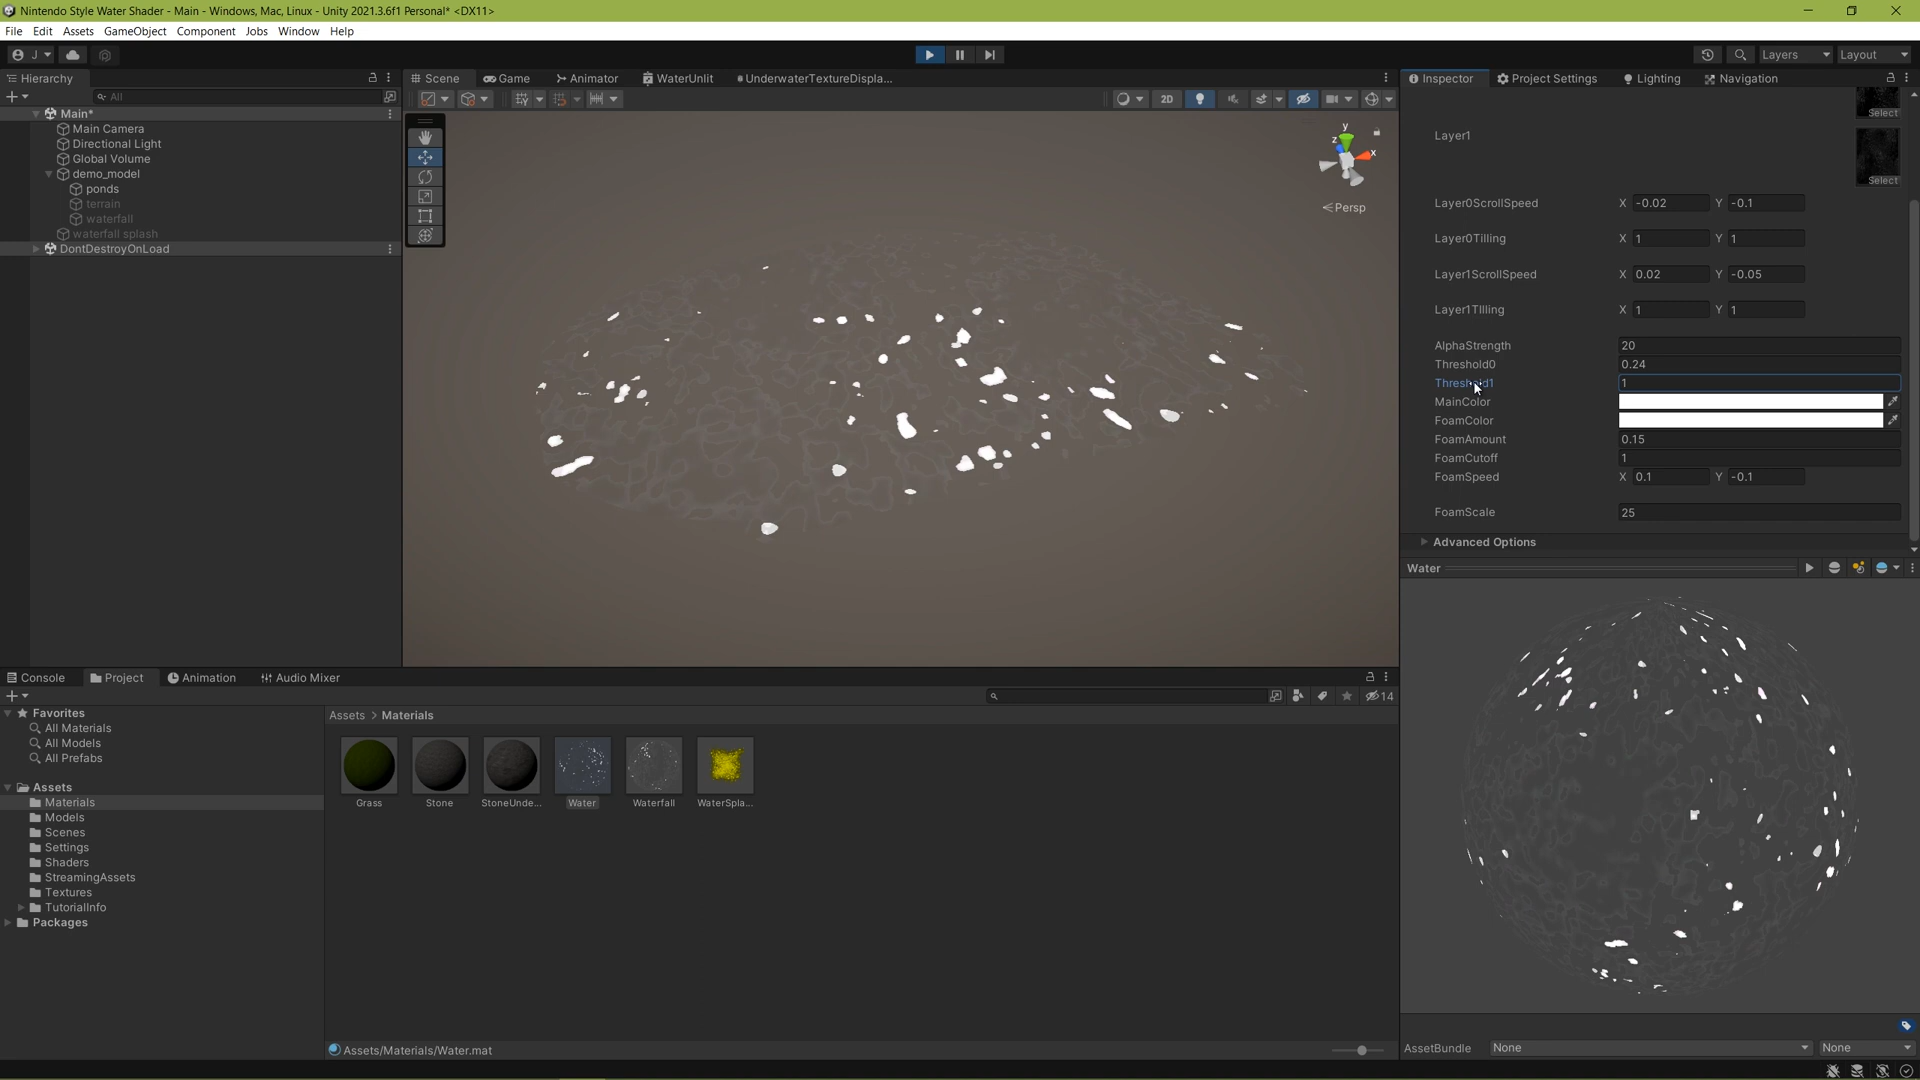 Nintendo Style Water Shader - Main - Windows, Mac, Linux - Unity 2021.3.6f1 Personal* <DX11>
File Edit Assets GameObject Component Jobs Window Help
J
Layers
Layout
Hierarchy
All
Main*
Main Camera
Directional Light
Global Volume
demo_model
ponds
terrain
waterfall
waterfall splash
DontDestroyOnLoad
Scene
Game
Animator
WaterUnlit
UnderwaterTextureDispla...
2D
y
z
x
Persp
Inspector
Project Settings
Lighting
Navigation
Select
Layer1
Select
Layer0ScrollSpeed X -0.02 Y -0.1
Layer0Tilling X 1 Y 1
Layer1ScrollSpeed X 0.02 Y -0.05
Layer1TIlling X 1 Y 1
AlphaStrength 20
Threshold0 0.24
Threshold1 1
MainColor
FoamColor
FoamAmount 0.15
FoamCutoff 1
FoamSpeed X 0.1 Y -0.1
FoamScale 25
Advanced Options
Water
AssetBundle None None
Console
Project
Animation
Audio Mixer
14
Favorites
All Materials
All Models
All Prefabs
Assets
Materials
Models
Scenes
Settings
Shaders
StreamingAssets
Textures
TutorialInfo
Packages
Assets > Materials
Grass
Stone
StoneUnde...
Water
Waterfall
WaterSpla...
Assets/Materials/Water.mat